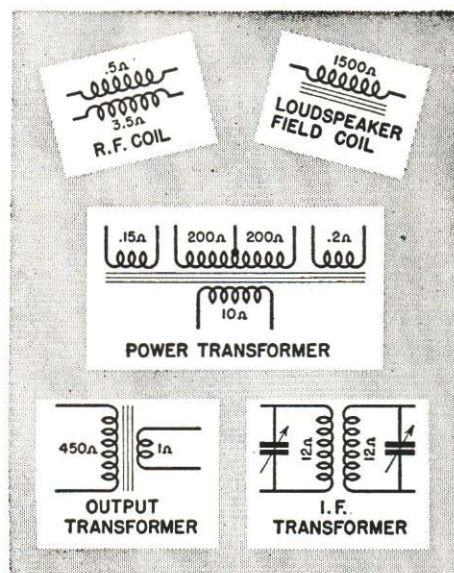 .5Ω
3.5Ω
R.F. COIL
1500Ω
LOUDSPEAKER
FIELD COIL
.15Ω 200Ω 200Ω .2Ω
10Ω
POWER TRANSFORMER
450Ω 1Ω
OUTPUT
TRANSFORMER
12Ω 12Ω
I.F.
TRANSFORMER